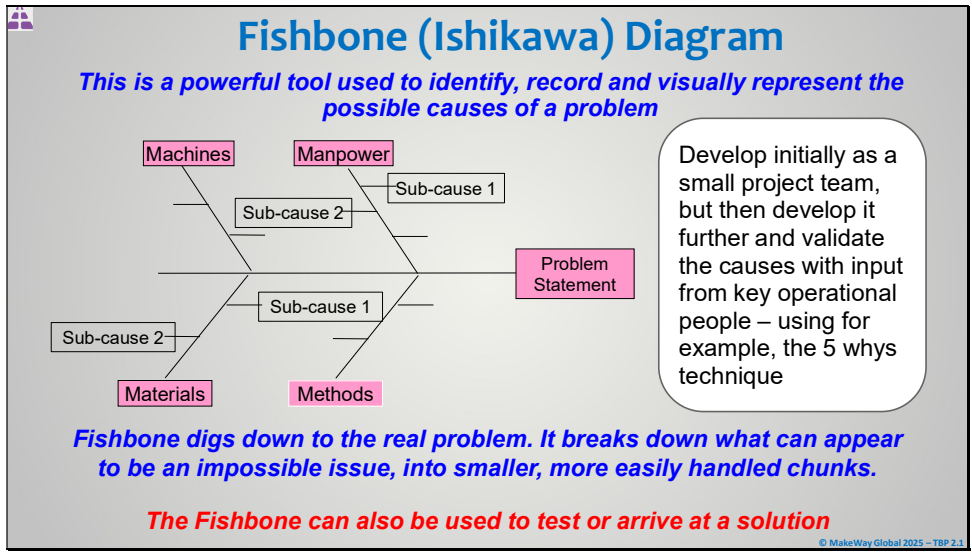 Fishbone (Ishikawa) Diagram
This is a powerful tool used to identify, record and visually represent the
possible causes of a problem
Machines
Manpower
Sub-cause 1
Sub-cause 2
Problem
Statement
Sub-cause 1
Sub-cause 2
Materials
Methods
Develop initially as a
small project team,
but then develop it
further and validate
the causes with input
from key operational
people – using for
example, the 5 whys
technique
Fishbone digs down to the real problem. It breaks down what can appear
to be an impossible issue, into smaller, more easily handled chunks.
The Fishbone can also be used to test or arrive at a solution
© MakeWay Global 2025 – TBP 2.1